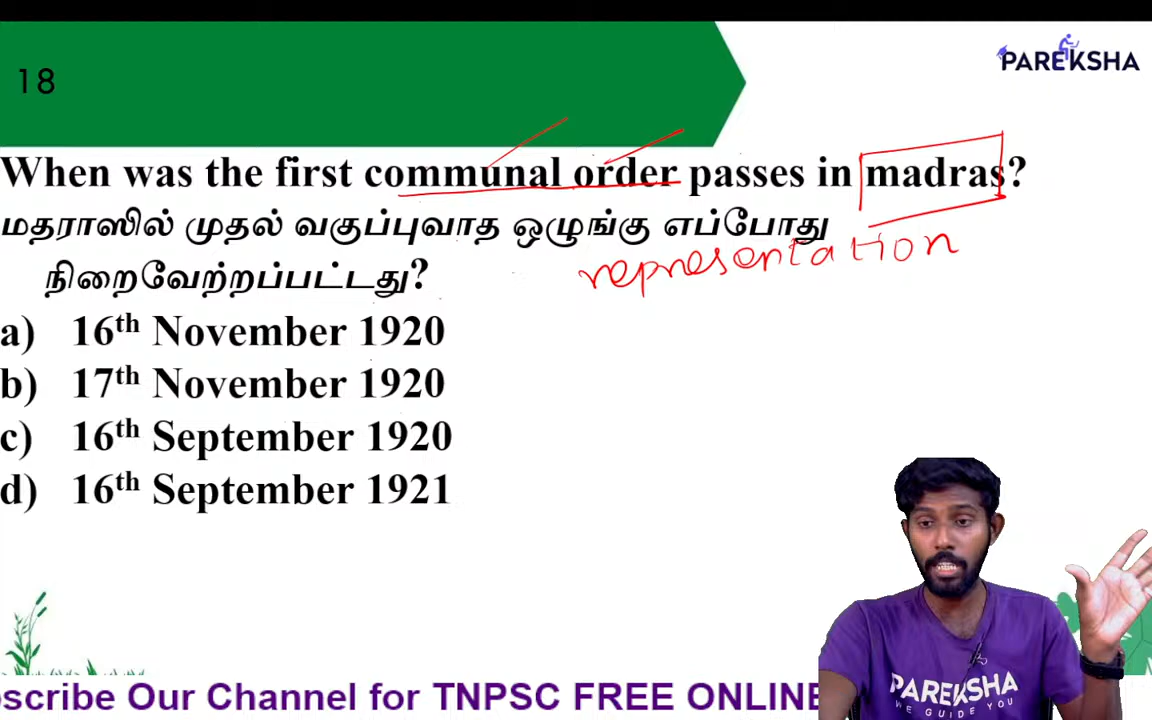 18
PAREKSHA
When was the first communal order passes in madras?
மதராஸில் முதல் வகுப்புவாத ஒழுங்கு எப்போது
நிறைவேற்றப்பட்டது?
representation
a) 16th November 1920
b) 17th November 1920
c) 16th September 1920
d) 16th September 1921
PAREKSHA
WE GUIDE YOU
scribe Our Channel for TNPSC FREE ONLINE